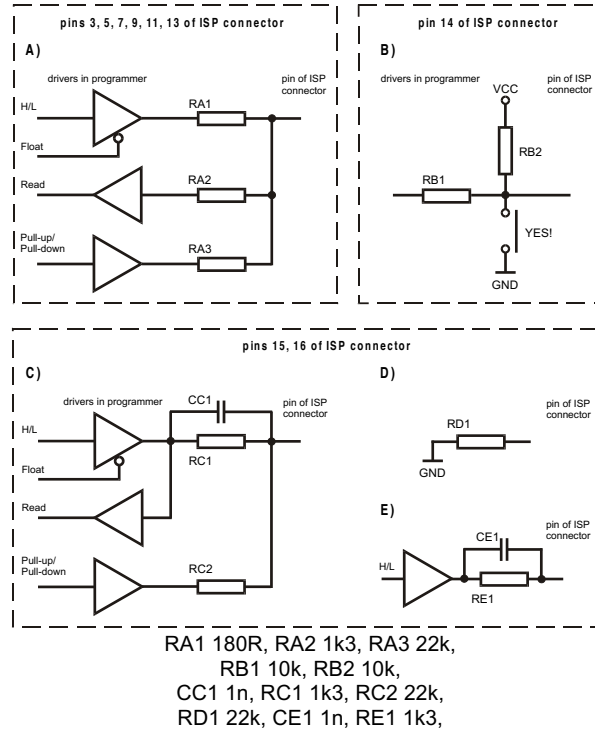 pins 3, 5, 7, 9, 11, 13 of ISP connector
A)
drivers in programmer
pin of ISP
connector
H/L
RA1
Float
Read
RA2
Pull-up/
Pull-down
RA3
pin 14 of ISP connector
B)
drivers in programmer
pin of ISP
connector
VCC
RB2
RB1
YES!
GND
pins 15, 16 of ISP connector
C)
drivers in programmer
CC1
pin of ISP
connector
H/L
RC1
Float
Read
Pull-up/
Pull-down
RC2
D)
pin of ISP
connector
RD1
GND
E)
pin of ISP
connector
CE1
H/L
RE1
RA1 180R, RA2 1k3, RA3 22k,
RB1 10k, RB2 10k,
CC1 1n, RC1 1k3, RC2 22k,
RD1 22k, CE1 1n, RE1 1k3,